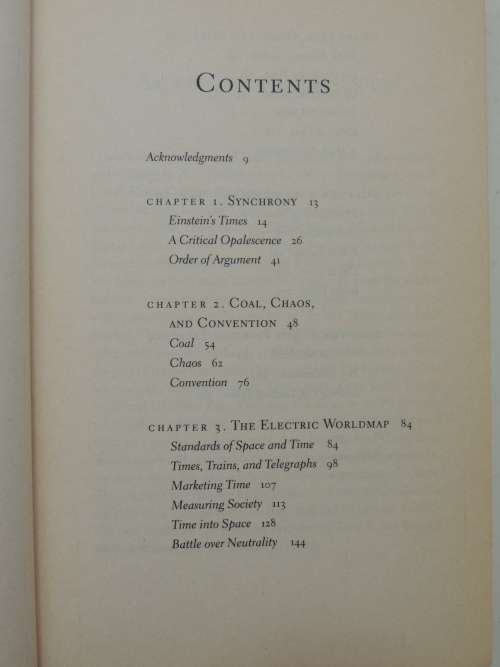 CONTENTS
Acknowledgments 9
CHAPTER 1. SYNCHRONY 13
Einstein's Times 14
A Critical Opalescence 26
Order of Argument 41
CHAPTER 2. COAL, CHAOS,
AND CONVENTION 48
Coal 54
Chaos 62
Convention 76
CHAPTER 3. THE ELECTRIC WORLDMAP 84
Standards of Space and Time 84
Times, Trains, and Telegraphs 98
Marketing Time 107
Measuring Society 113
Time into Space 128
Battle over Neutrality 144